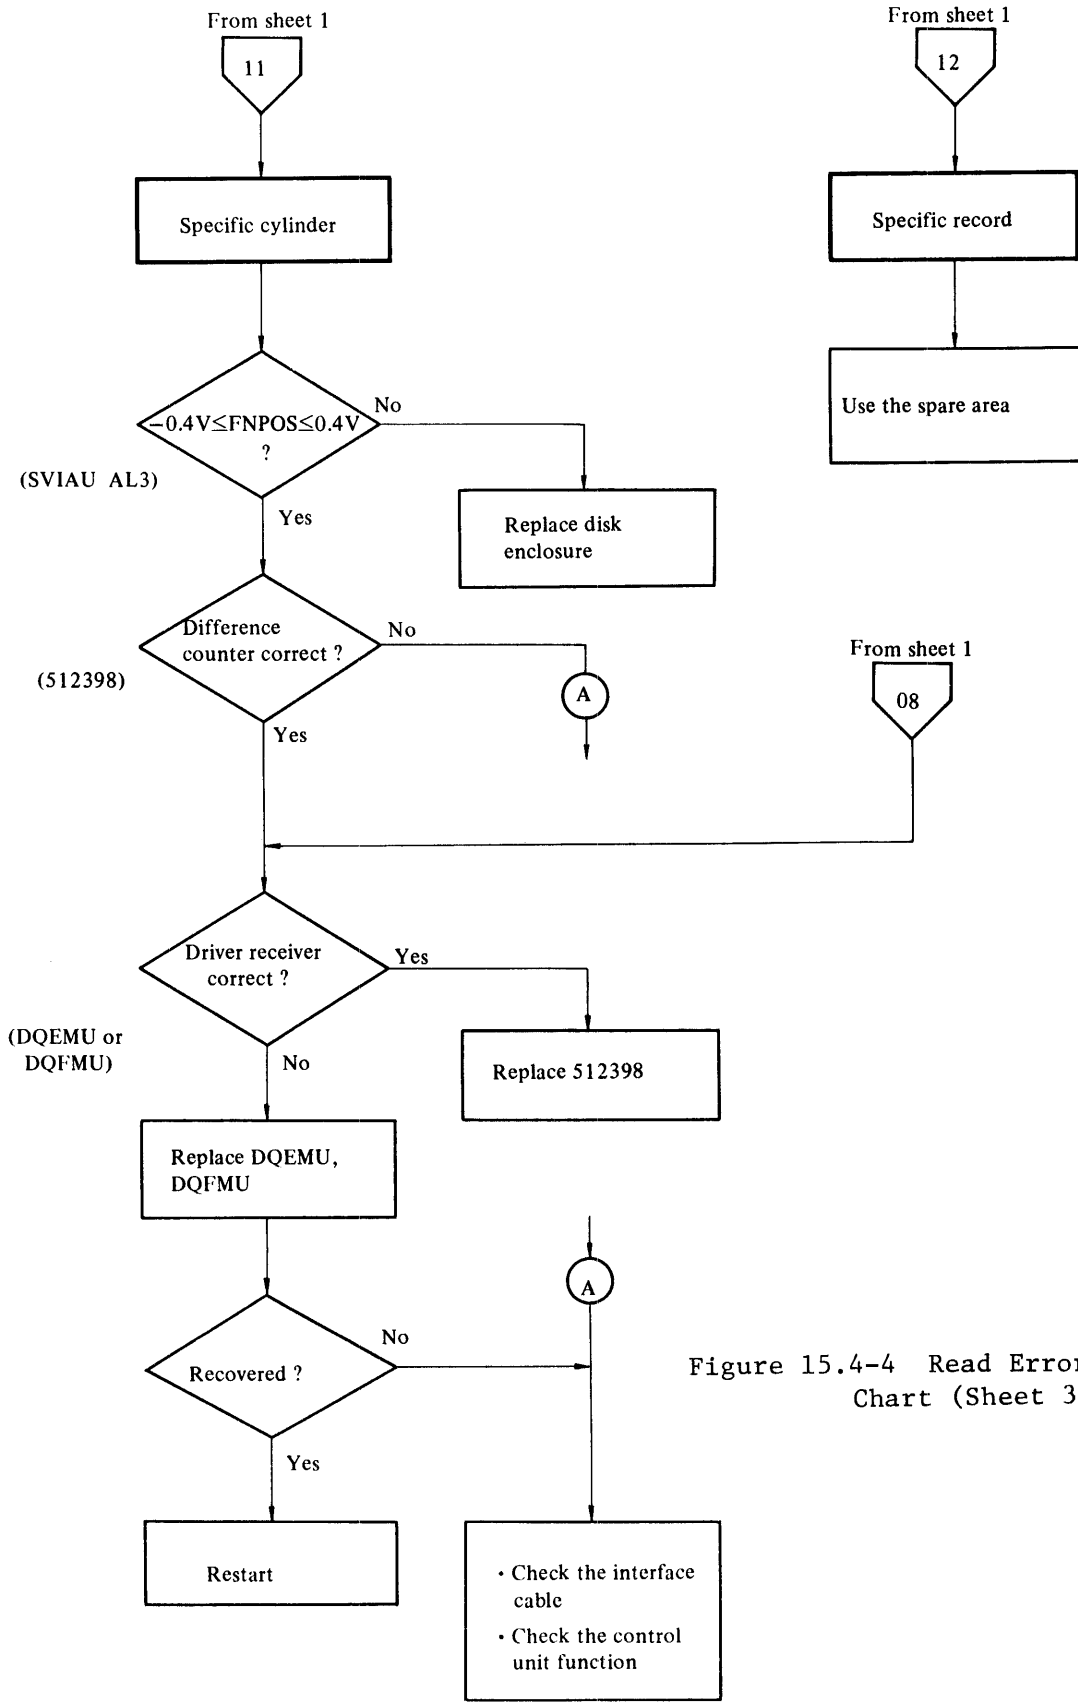 From sheet 1
11
Specific cylinder
−0.4V≤FNPOS≤0.4V
?
No
(SVIAU AL3)
Yes
Replace disk
enclosure
Difference
counter correct ?
No
(512398)
A
Yes
Driver receiver
correct ?
Yes
(DQEMU or
DQFMU)
No
Replace 512398
Replace DQEMU,
DQFMU
A
Recovered ?
No
Yes
Restart
· Check the interface
cable
· Check the control
unit function
From sheet 1
12
Specific record
Use the spare area
From sheet 1
08
Figure 15.4-4 Read Error
Chart (Sheet 3